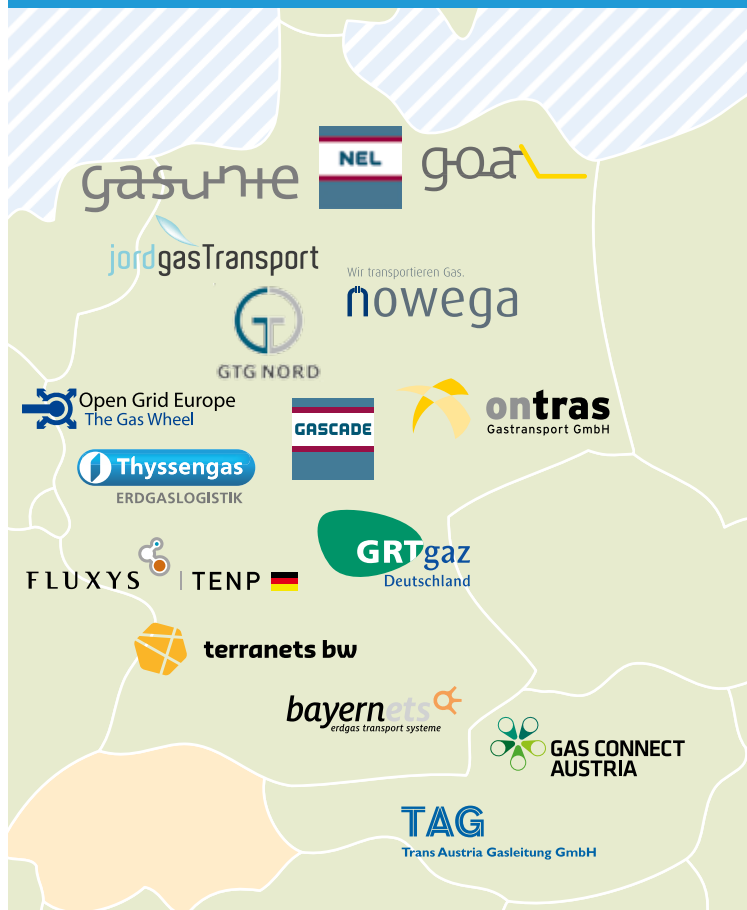 gasunie
NEL
goal
jordgasTransport
Wir transportieren Gas.
nowega
GTG NORD
Open Grid Europe
The Gas Wheel
GASCADE
ontras
Gastransport GmbH
Thyssengas
ERDGASLOGISTIK
GRTgaz
Deutschland
FLUXYS | TENP
terranets bw
bayernets
erdgas transport systeme
GAS CONNECT
AUSTRIA
TAG
Trans Austria Gasleitung GmbH